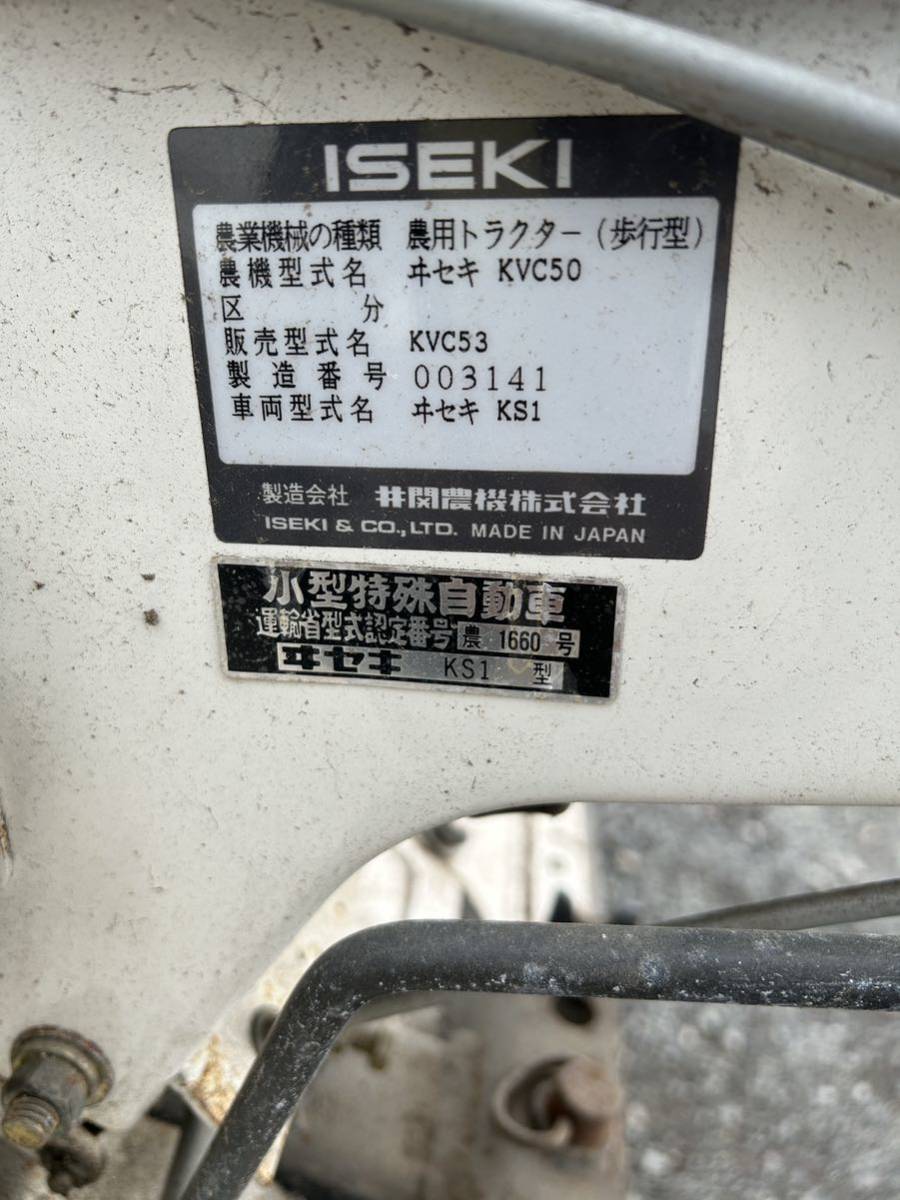 ISEKI
農業機械の種類 農用トラクター(歩行型)
農機型式名 ヰセキ KVC50
区分
販売型式名 KVC53
製造番号 003141
車両型式名 ヰセキ KS1
製造会社 井関農機株式会社
ISEKI & CO.,LTD. MADE IN JAPAN
小型特殊自動車
運輸省型式認定番号 農 1660 号
ヰセキ KS1 型